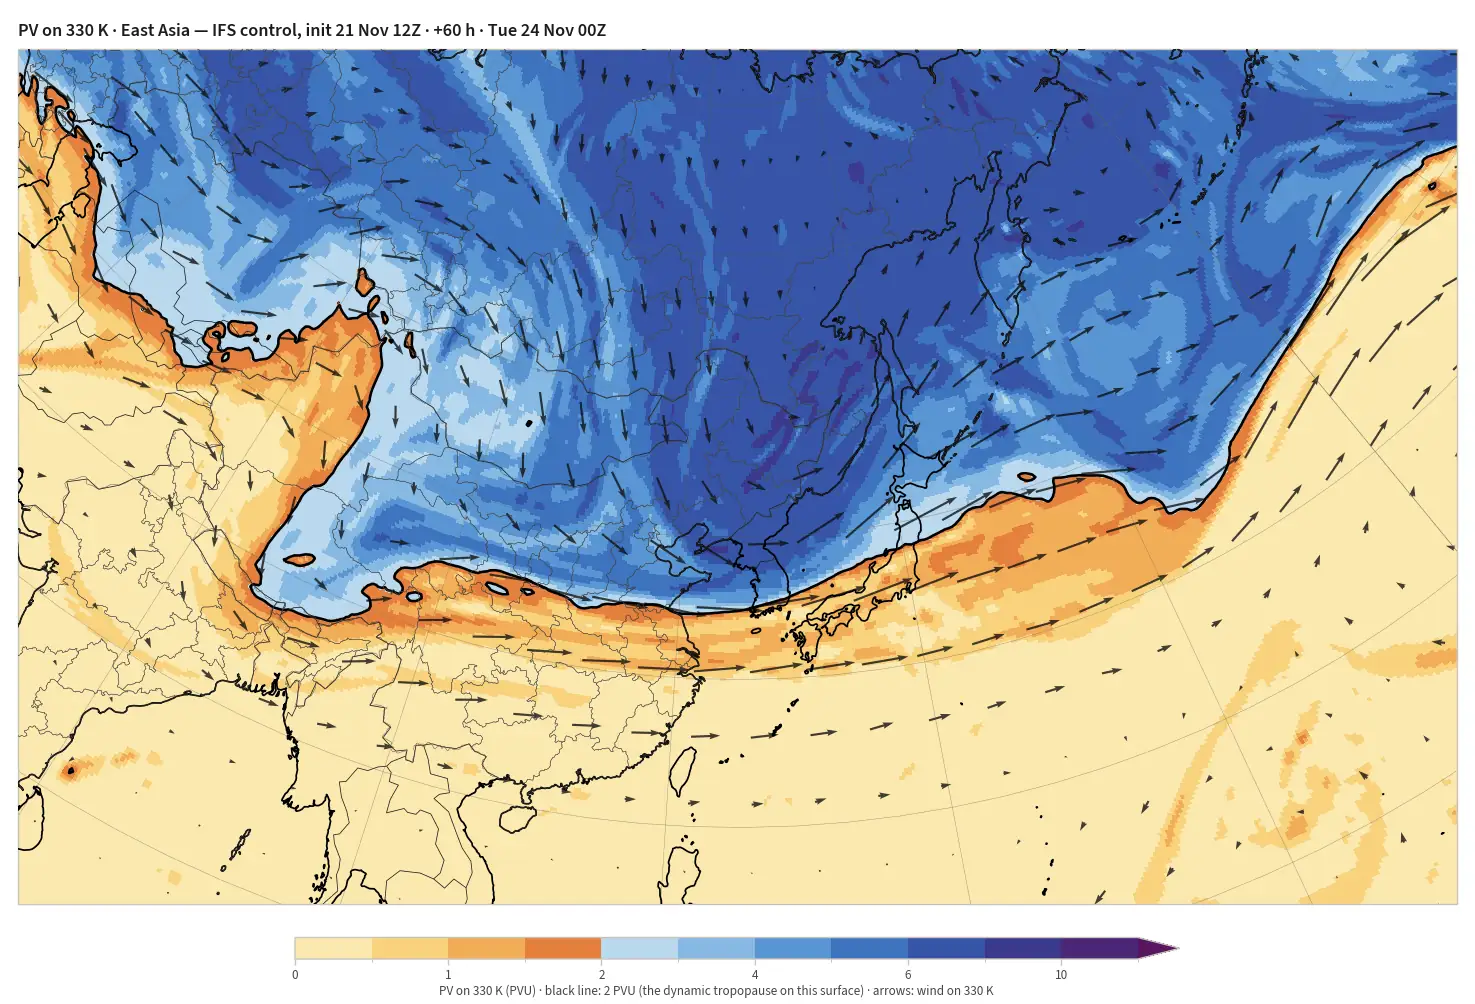 PV on 330 K · East Asia — IFS control, init 21 Nov 12Z · +60 h · Tue 24 Nov 00Z
0 1 2 4 6 10
PV on 330 K (PVU) · black line: 2 PVU (the dynamic tropopause on this surface) · arrows: wind on 330 K